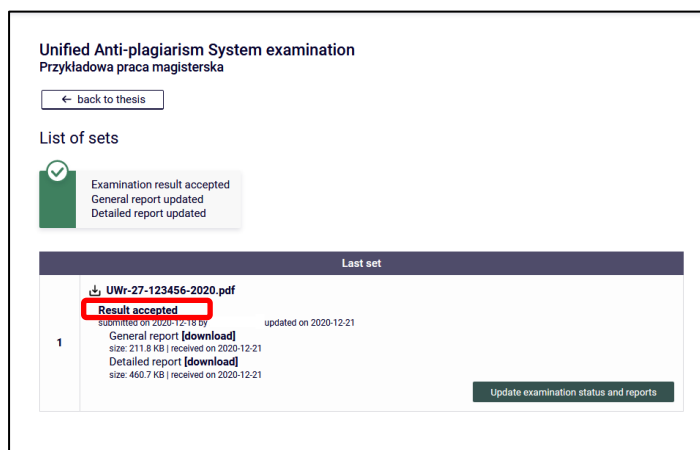 Unified Anti-plagiarism System examination
Przykładowa praca magisterska
← back to thesis
List of sets
Examination result accepted
General report updated
Detailed report updated
Last set
UWr-27-123456-2020.pdf
Result accepted
submitted on 2020-12-18 by updated on 2020-12-21
1
General report [download]
size: 211.8 KB | received on 2020-12-21
Detailed report [download]
size: 460.7 KB | received on 2020-12-21
Update examination status and reports